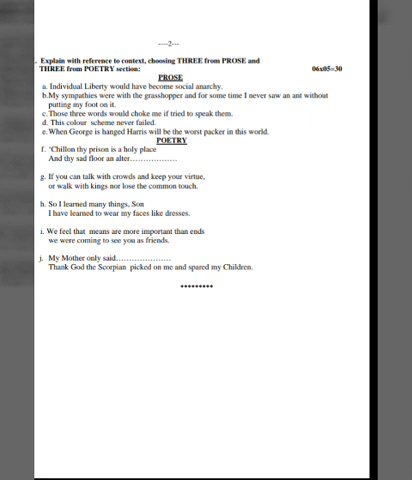 ----2---
. Explain with reference to context, choosing THREE from PROSE and
THREE from POETRY section: 06x05=30
PROSE
a. Individual Liberty would have become social anarchy.
b.My sympathies were with the grasshopper and for some time I never saw an ant without
putting my foot on it.
c.Those three words would choke me if tried to speak them.
d. This colour scheme never failed.
e.When George is hanged Harris will be the worst packer in this world.
POETRY
f. ‘Chillon thy prison is a holy place
And thy sad floor an alter..................
g. If you can talk with crowds and keep your virtue,
or walk with kings nor lose the common touch.
h. So I learned many things, Son
I have learned to wear my faces like dresses.
i. We feel that means are more important than ends
we were coming to see you as friends.
j. My Mother only said.....................
Thank God the Scorpian picked on me and spared my Children.
*********